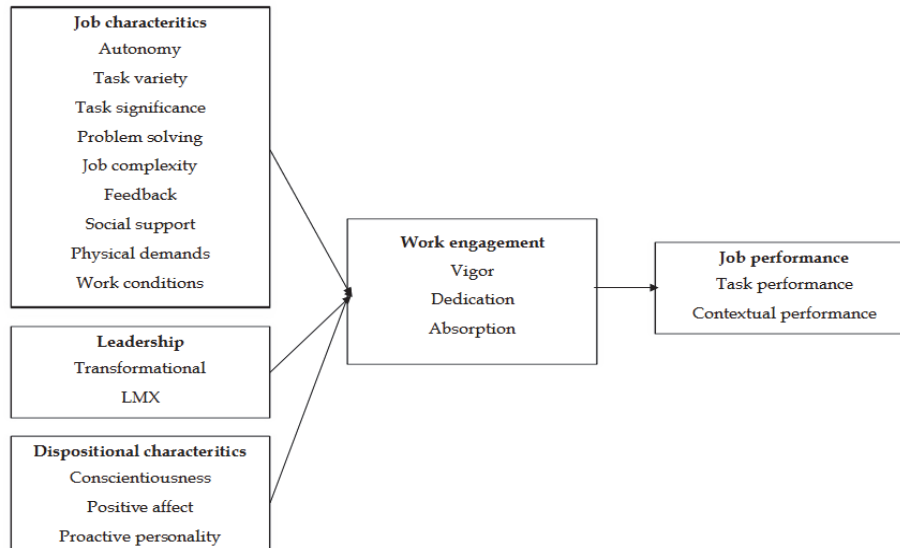 Job characteritics
Autonomy
Task variety
Task significance
Problem solving
Job complexity
Feedback
Social support
Physical demands
Work conditions
Leadership
Transformational
LMX
Dispositional characteritics
Conscientiousness
Positive affect
Proactive personality
Work engagement
Vigor
Dedication
Absorption
Job performance
Task performance
Contextual performance